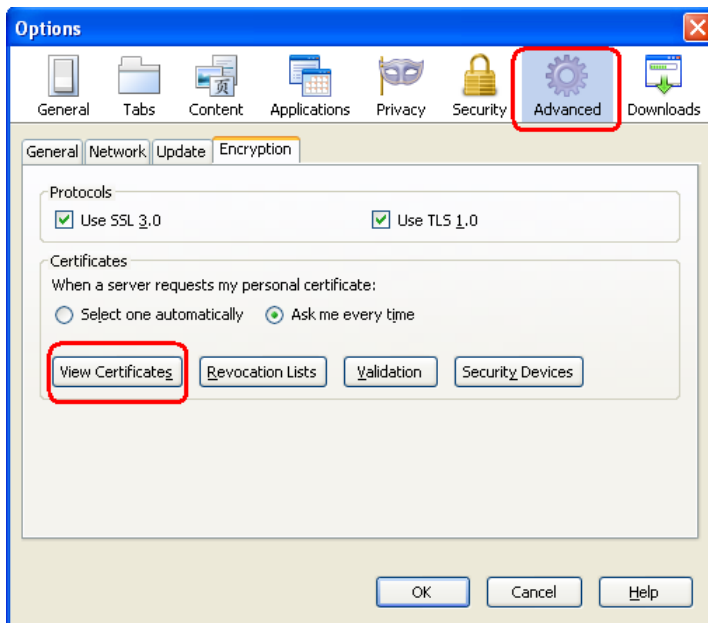 Options
General Tabs Content Applications Privacy Security Advanced Downloads
General Network Update Encryption
Protocols
Use SSL 3.0 Use TLS 1.0
Certificates
When a server requests my personal certificate:
Select one automatically Ask me every time
View Certificates Revocation Lists Validation Security Devices
OK Cancel Help